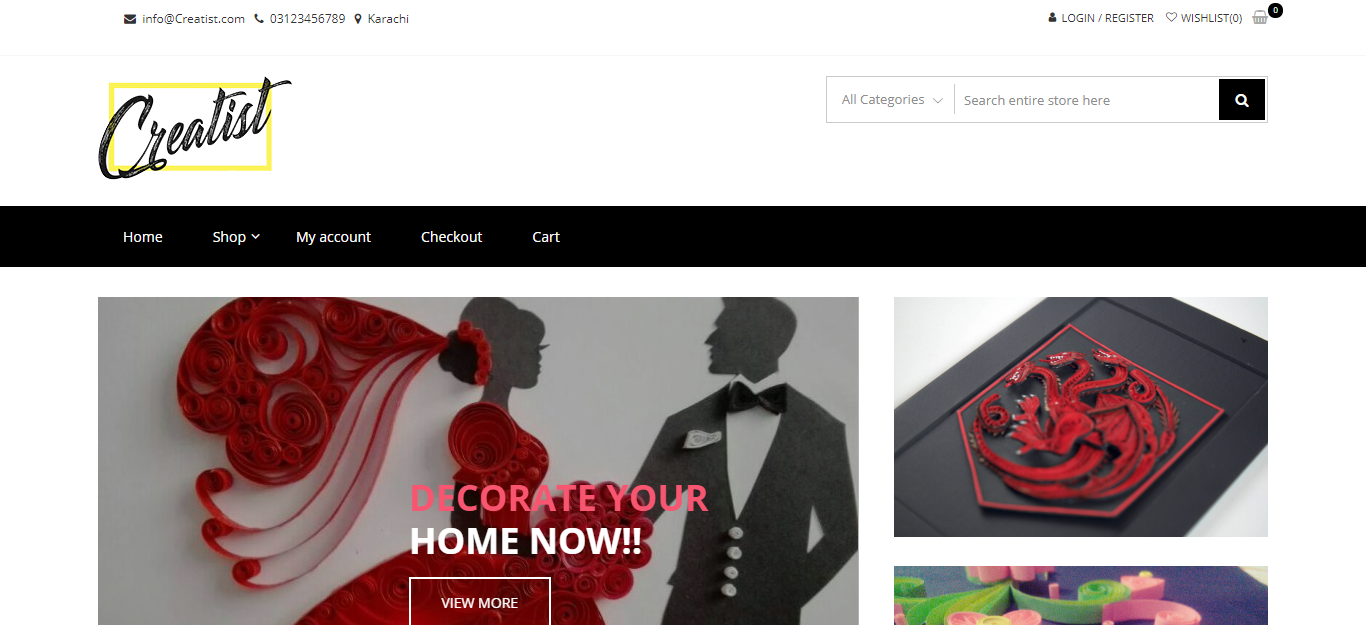 info@Creatist.com 03123456789 Karachi
LOGIN / REGISTER WISHLIST(0) 0
Creatist
All Categories Search entire store here
Home Shop My account Checkout Cart
DECORATE YOUR
HOME NOW!!
VIEW MORE